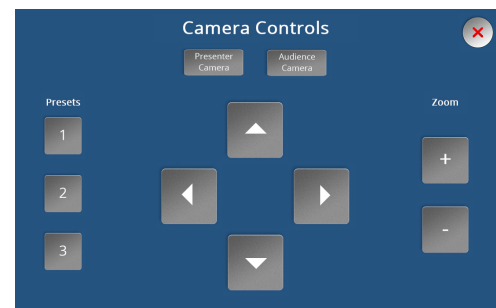 Camera Controls
Presenter
Camera
Audience
Camera
Presets
Zoom
1
2
3
+
-